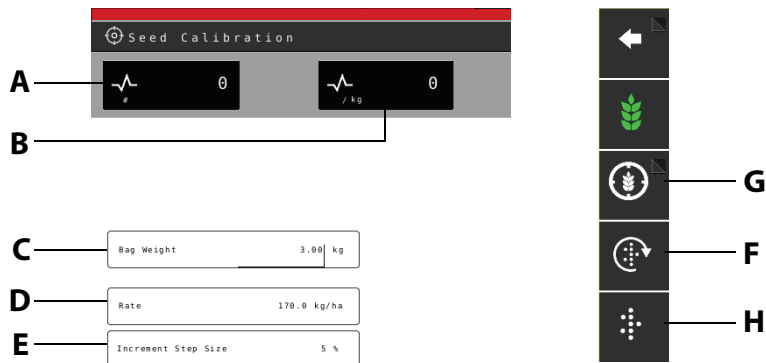 Seed Calibration
A
0
#
0
/ kg
B
C
Bag Weight 3.00 kg
D
Rate 170.0 kg/ha
E
Increment Step Size 5 %
G
F
H